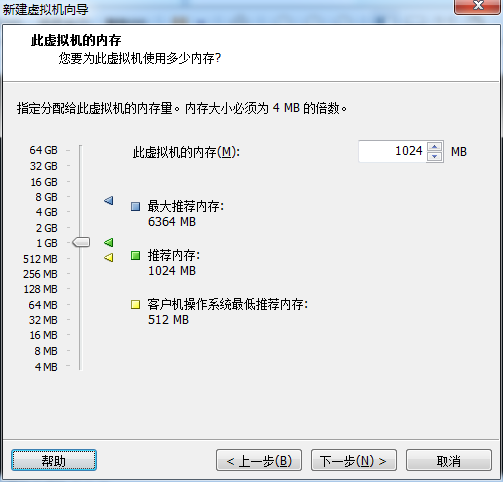 新建虚拟机向导
此虚拟机的内存
您要为此虚拟机使用多少内存?
指定分配给此虚拟机的内存量。内存大小必须为 4 MB 的倍数。
64 GB
32 GB
16 GB
8 GB
4 GB
2 GB
1 GB
512 MB
256 MB
128 MB
64 MB
32 MB
16 MB
8 MB
4 MB
此虚拟机的内存(M):
1024 MB
最大推荐内存:
6364 MB
推荐内存:
1024 MB
客户机操作系统最低推荐内存:
512 MB
帮助
< 上一步(B)
下一步(N) >
取消